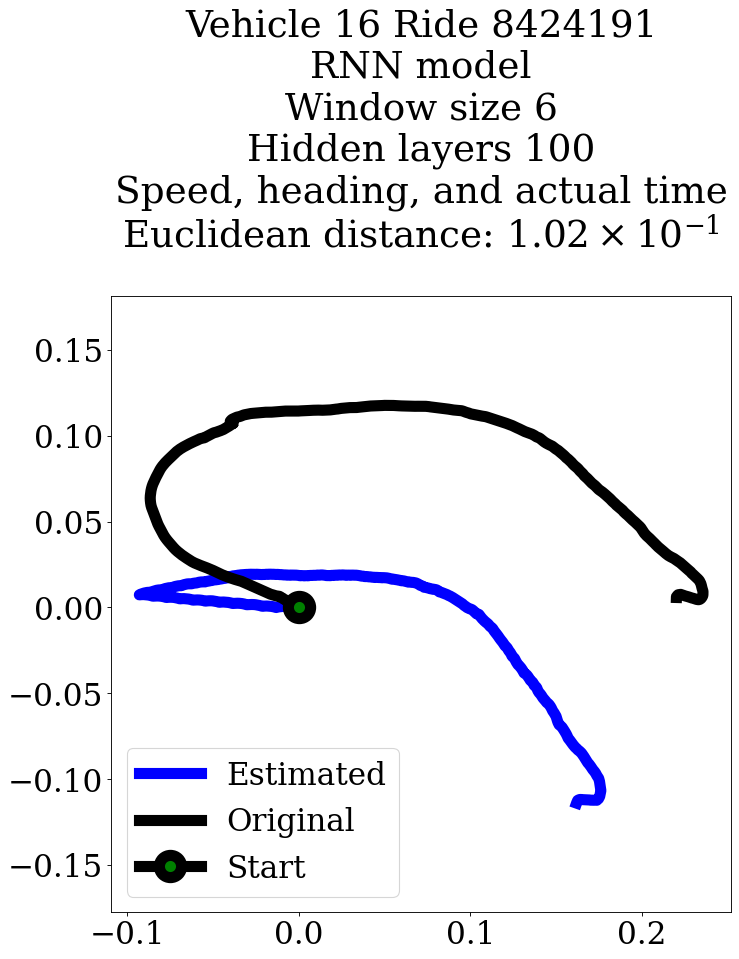 Vehicle 16 Ride 8424191
RNN model
Window size 6
Hidden layers 100
Speed, heading, and actual time
Euclidean distance: 1.02 × 10⁻¹
0.15
0.10
0.05
0.00
−0.05
−0.10
−0.15
Estimated
Original
Start
−0.1 0.0 0.1 0.2